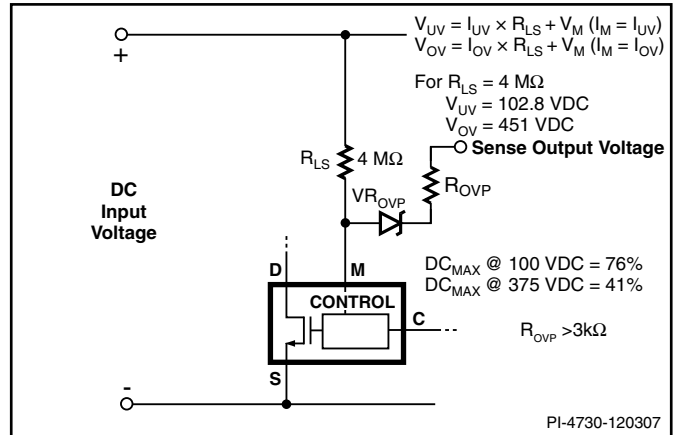 V_UV = I_UV × R_LS + V_M (I_M = I_UV)
V_OV = I_OV × R_LS + V_M (I_M = I_OV)
+
For R_LS = 4 MΩ
V_UV = 102.8 VDC
V_OV = 451 VDC
Sense Output Voltage
R_LS
4 MΩ
R_OVP
VR_OVP
DC
Input
Voltage
D
M
DC_MAX @ 100 VDC = 76%
DC_MAX @ 375 VDC = 41%
CONTROL
C
R_OVP >3kΩ
S
-
PI-4730-120307